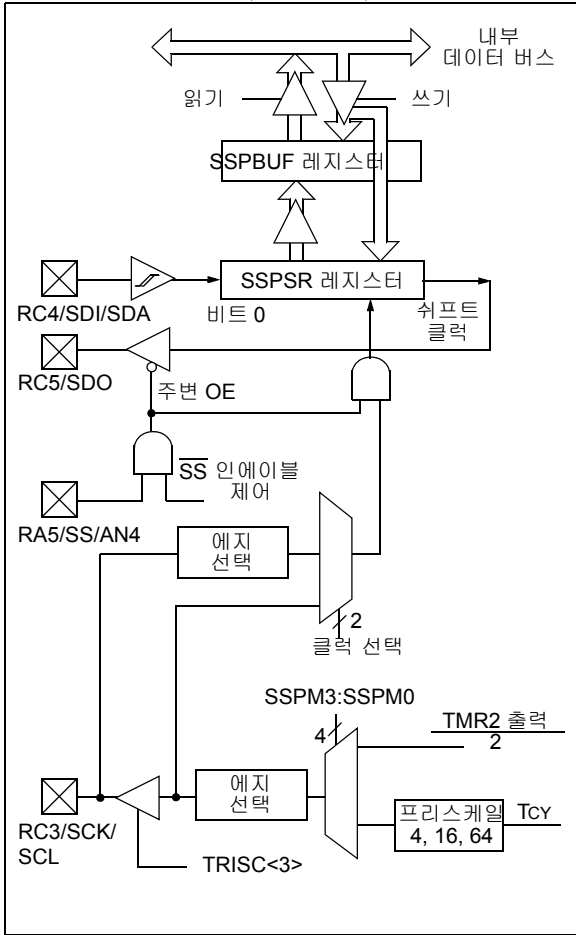 내부
데이터 버스
읽기
쓰기
SSPBUF 레지스터
SSPSR 레지스터
RC4/SDI/SDA
비트 0
쉬프트
클럭
RC5/SDO
주변 OE
SS 인에이블
제어
RA5/SS/AN4
에지
선택
2
클럭 선택
SSPM3:SSPM0
4
TMR2 출력
2
에지
선택
프리스케일
4, 16, 64
TCY
RC3/SCK/
SCL
TRISC<3>